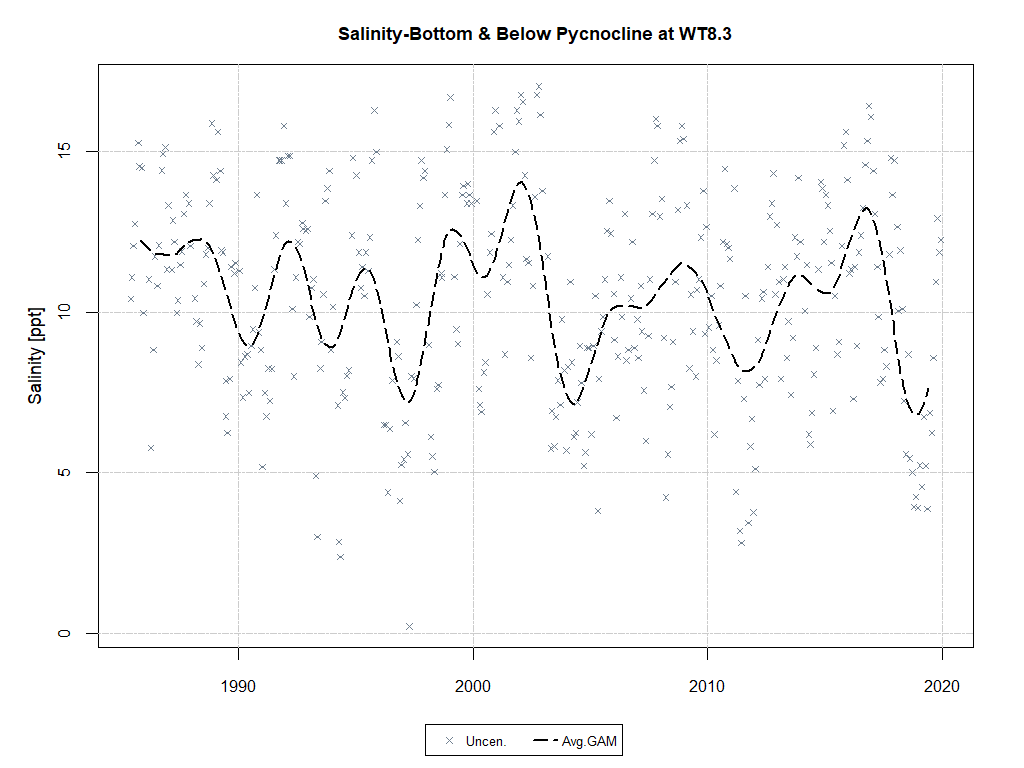 Salinity-Bottom & Below Pycnocline at WT8.3
Salinity [ppt]
15
10
5
0
1990
2000
2010
2020
Uncen.
Avg.GAM